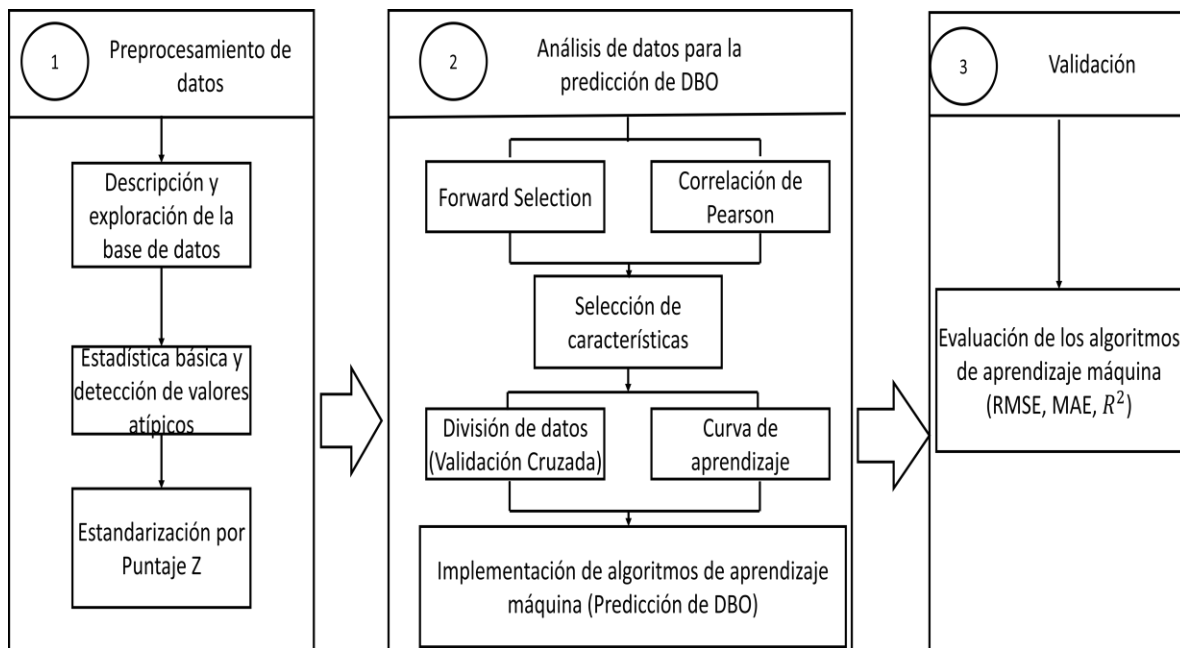 1
Preprocesamiento de
datos
Descripción y
exploración de la
base de datos
Estadística básica y
detección de valores
atípicos
Estandarización por
Puntaje Z
2
Análisis de datos para la
predicción de DBO
Forward Selection
Correlación de
Pearson
Selección de
características
División de datos
(Validación Cruzada)
Curva de
aprendizaje
Implementación de algoritmos de aprendizaje
máquina (Predicción de DBO)
3
Validación
Evaluación de los algoritmos
de aprendizaje máquina
(RMSE, MAE, R²)